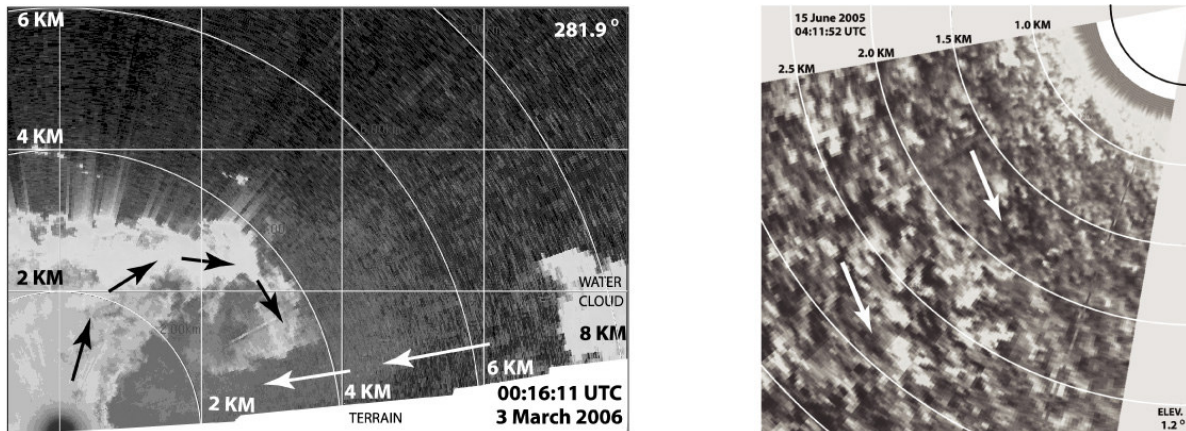 6 KM
281.9 °
4 KM
2 KM
2.00km
WATER
CLOUD
8 KM
6 KM
4 KM
2 KM
00:16:11 UTC
3 March 2006
TERRAIN
15 June 2005
04:11:52 UTC
1.0 KM
1.5 KM
2.0 KM
2.5 KM
ELEV.
1.2 °